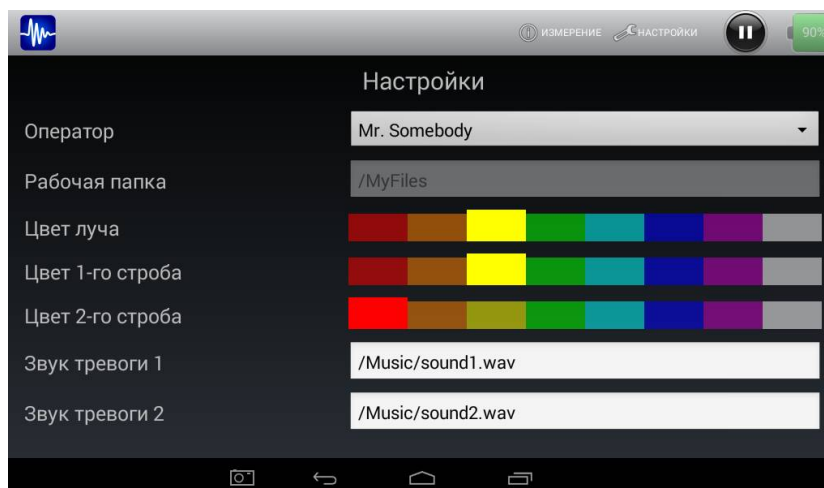 ИЗМЕРЕНИЕ НАСТРОЙКИ 90%
Настройки
Оператор Mr. Somebody
Рабочая папка /MyFiles
Цвет луча
Цвет 1-го строба
Цвет 2-го строба
Звук тревоги 1 /Music/sound1.wav
Звук тревоги 2 /Music/sound2.wav